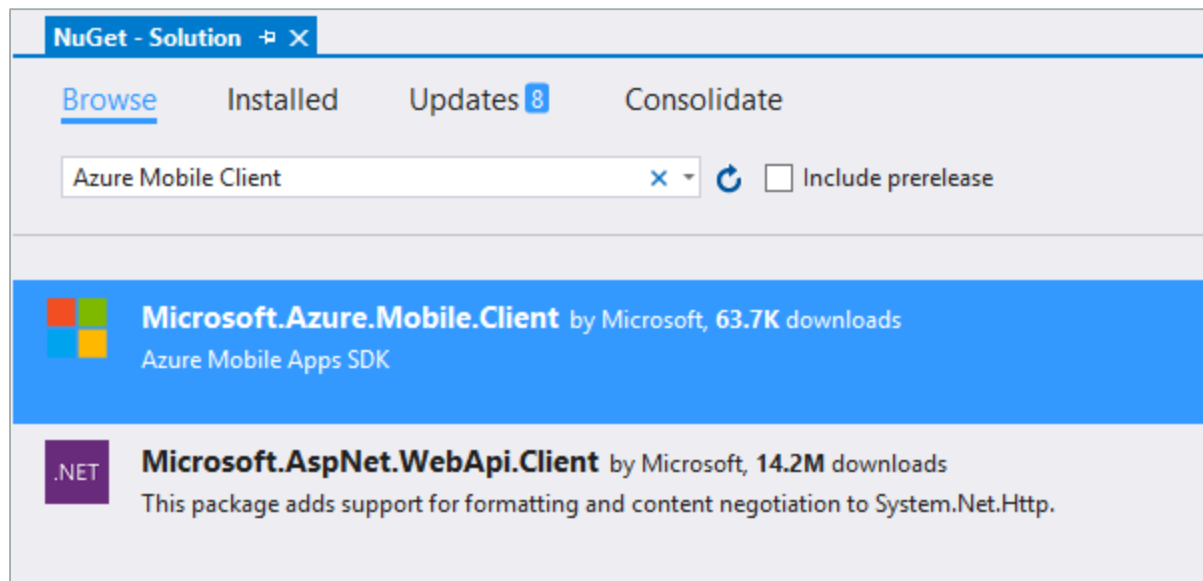 NuGet - Solution
Browse Installed Updates 8 Consolidate
Azure Mobile Client Include prerelease
Microsoft.Azure.Mobile.Client by Microsoft, 63.7K downloads
Azure Mobile Apps SDK
.NET Microsoft.AspNet.WebApi.Client by Microsoft, 14.2M downloads
This package adds support for formatting and content negotiation to System.Net.Http.